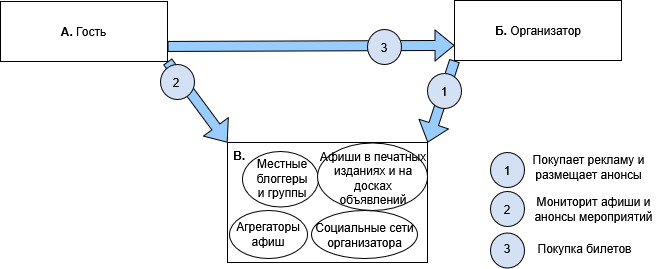 А. Гость
Б. Организатор
3
2
1
В.
Местные
блоггеры
и группы
Афиши в печатных
изданиях и на
досках
объявлений
Агрегаторы
афиш
Социальные сети
организатора
1
Покупает рекламу и
размещает анонсы
2
Мониторит афиши и
анонсы мероприятий
3
Покупка билетов